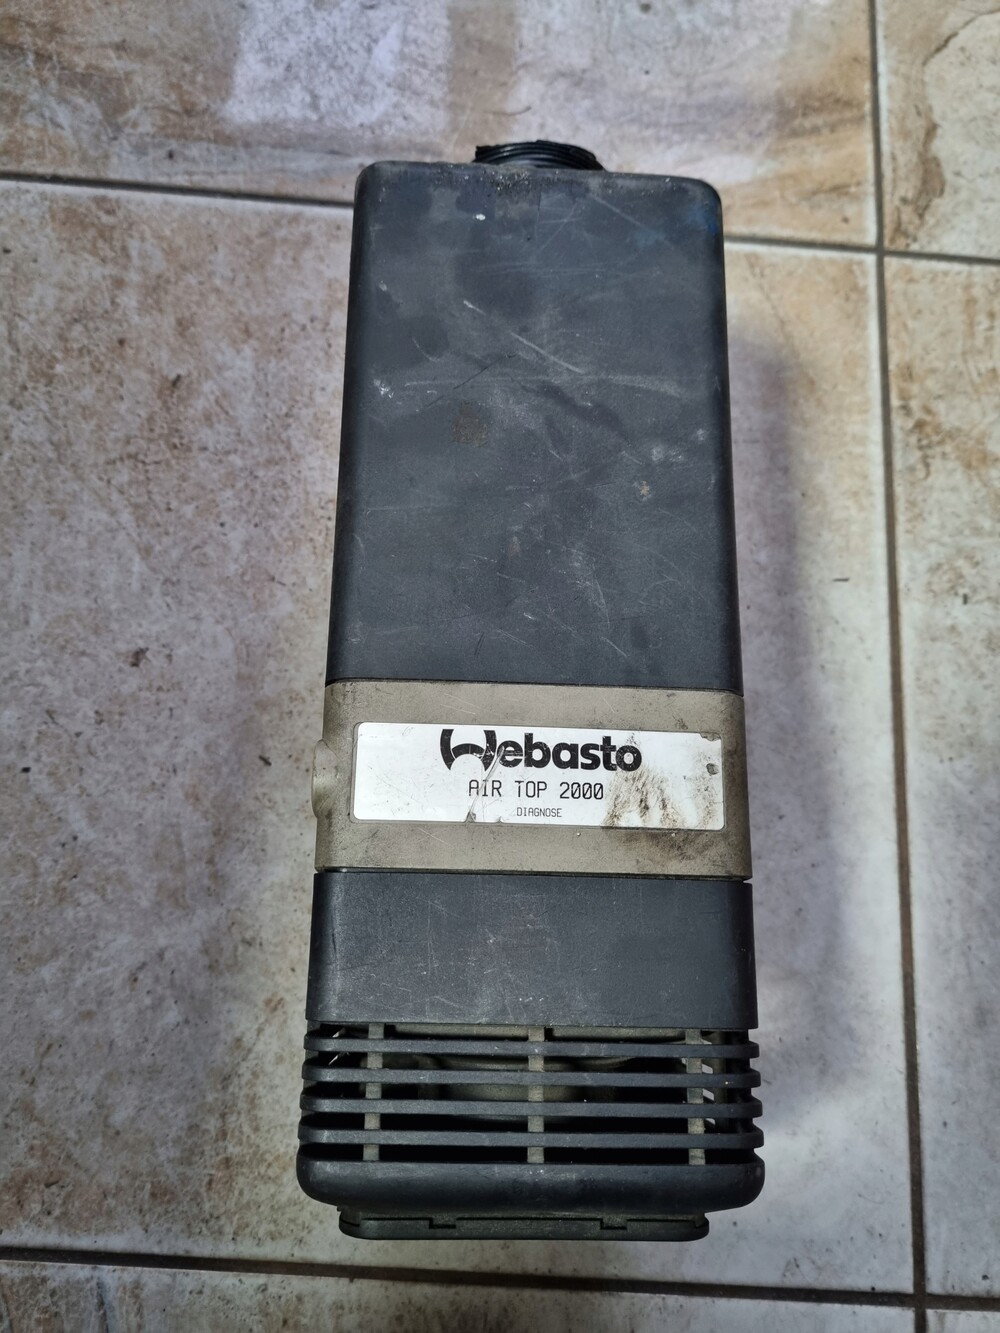 Webasto
AIR TOP 2000
DIAGNOSE